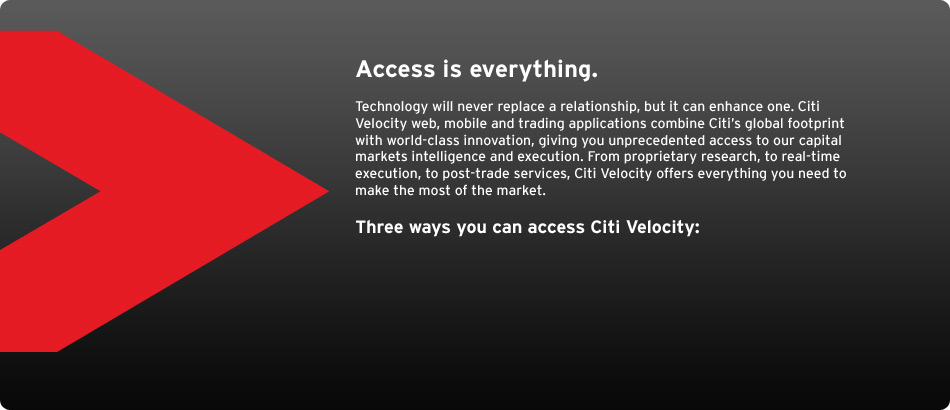 Access is everything.
Technology will never replace a relationship, but it can enhance one. Citi
Velocity web, mobile and trading applications combine Citi's global footprint
with world-class innovation, giving you unprecedented access to our capital
markets intelligence and execution. From proprietary research, to real-time
execution, to post-trade services, Citi Velocity offers everything you need to
make the most of the market.
Three ways you can access Citi Velocity: